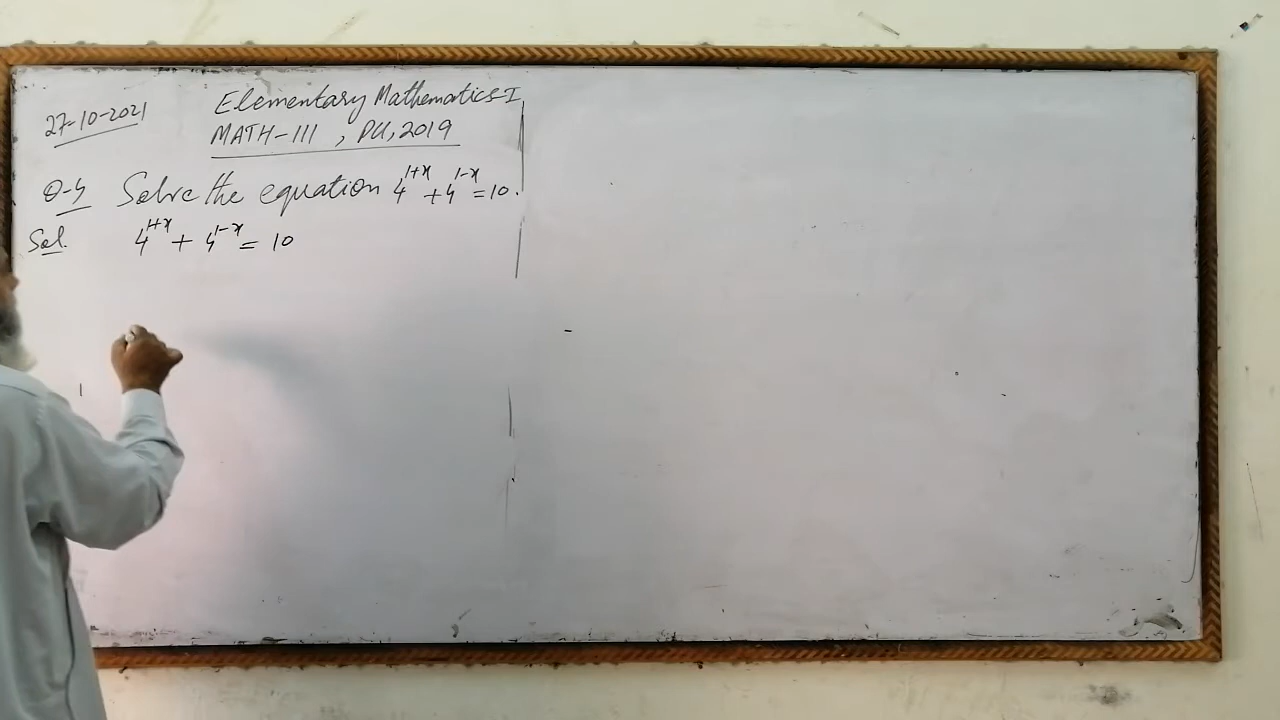 27-10-2021
Elementary Mathematics-I
MATH-111, PU, 2019
Q-4 Solve the equation 4^{1+x} + 4^{1-x} = 10.
Sol. 4^{1+x} + 4^{1-x} = 10